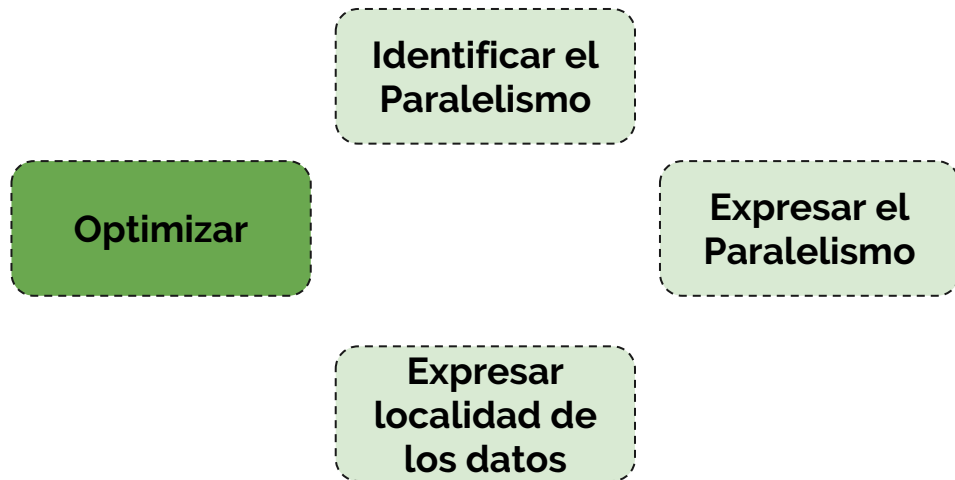 Identificar el
Paralelismo
Optimizar
Expresar el
Paralelismo
Expresar
localidad de
los datos